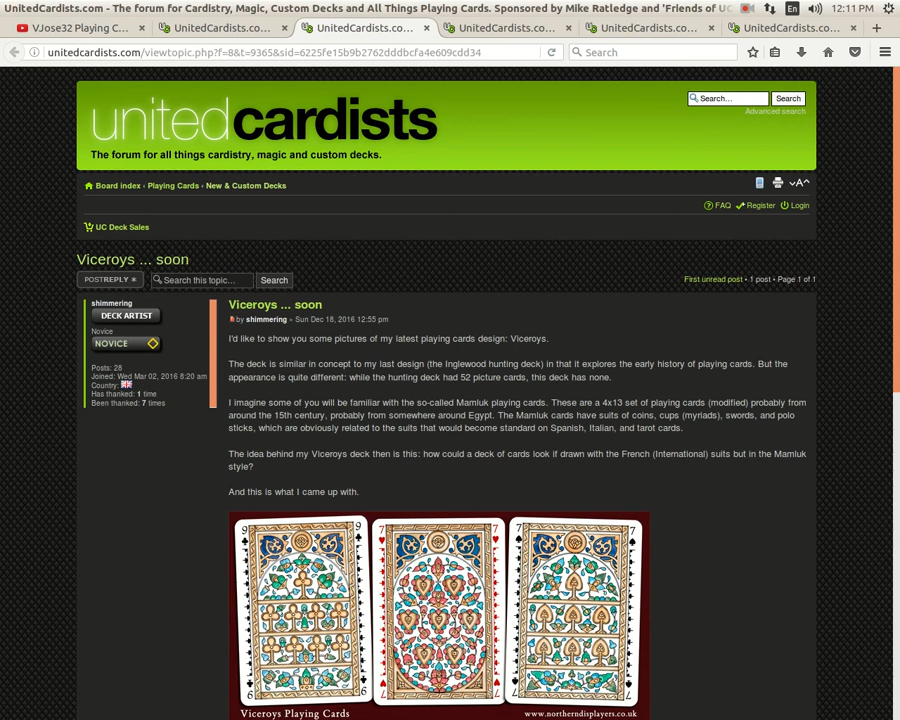 UnitedCardists.com - The forum for Cardistry, Magic, Custom Decks and All Things Playing Cards. Sponsored by Mike Ratledge and 'Friends of UC
En
12:11 PM
VJose32 Playing C...
UnitedCardists.co...
UnitedCardists.co...
UnitedCardists.co...
UnitedCardists.co...
UnitedCardists.co...
unitedcardists.com/viewtopic.php?f=8&t=9365&sid=6225fe15b9b2762dddbcfa4e609cdd34
Search
unitedcardists
The forum for all things cardistry, magic and custom decks.
Search...
Search
Advanced search
Board index ‹ Playing Cards ‹ New & Custom Decks
FAQ
Register
Login
UC Deck Sales
Viceroys ... soon
POSTREPLY
Search this topic...
Search
First unread post • 1 post • Page 1 of 1
shimmering
DECK ARTIST
Novice
NOVICE
Posts: 28
Joined: Wed Mar 02, 2016 8:20 am
Country:
Has thanked: 1 time
Been thanked: 7 times
Viceroys ... soon
by shimmering » Sun Dec 18, 2016 12:55 pm
I'd like to show you some pictures of my latest playing cards design: Viceroys.
The deck is similar in concept to my last design (the Inglewood hunting deck) in that it explores the early history of playing cards. But the
appearance is quite different: while the hunting deck had 52 picture cards, this deck has none.
I imagine some of you will be familiar with the so-called Mamluk playing cards. These are a 4x13 set of playing cards (modified) probably from
around the 15th century, probably from somewhere around Egypt. The Mamluk cards have suits of coins, cups (myriads), swords, and polo
sticks, which are obviously related to the suits that would become standard on Spanish, Italian, and tarot cards.
The idea behind my Viceroys deck then is this: how could a deck of cards look if drawn with the French (International) suits but in the Mamluk
style?
And this is what I came up with.
9 9 7 7 7 7
9 9 7 7 7 7
Viceroys Playing Cards
www.northerndisplayers.co.uk